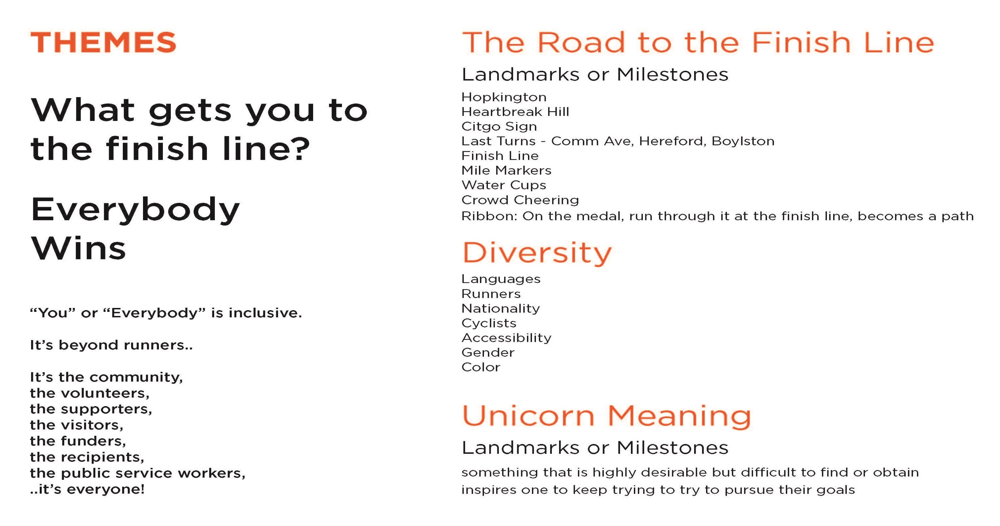 THEMES
What gets you to
the finish line?
Everybody
Wins
“You” or “Everybody” is inclusive.
It’s beyond runners..
It’s the community,
the volunteers,
the supporters,
the visitors,
the funders,
the recipients,
the public service workers,
..it’s everyone!
The Road to the Finish Line
Landmarks or Milestones
Hopkington
Heartbreak Hill
Citgo Sign
Last Turns - Comm Ave, Hereford, Boylston
Finish Line
Mile Markers
Water Cups
Crowd Cheering
Ribbon: On the medal, run through it at the finish line, becomes a path
Diversity
Languages
Runners
Nationality
Cyclists
Accessibility
Gender
Color
Unicorn Meaning
Landmarks or Milestones
something that is highly desirable but difficult to find or obtain
inspires one to keep trying to try to pursue their goals